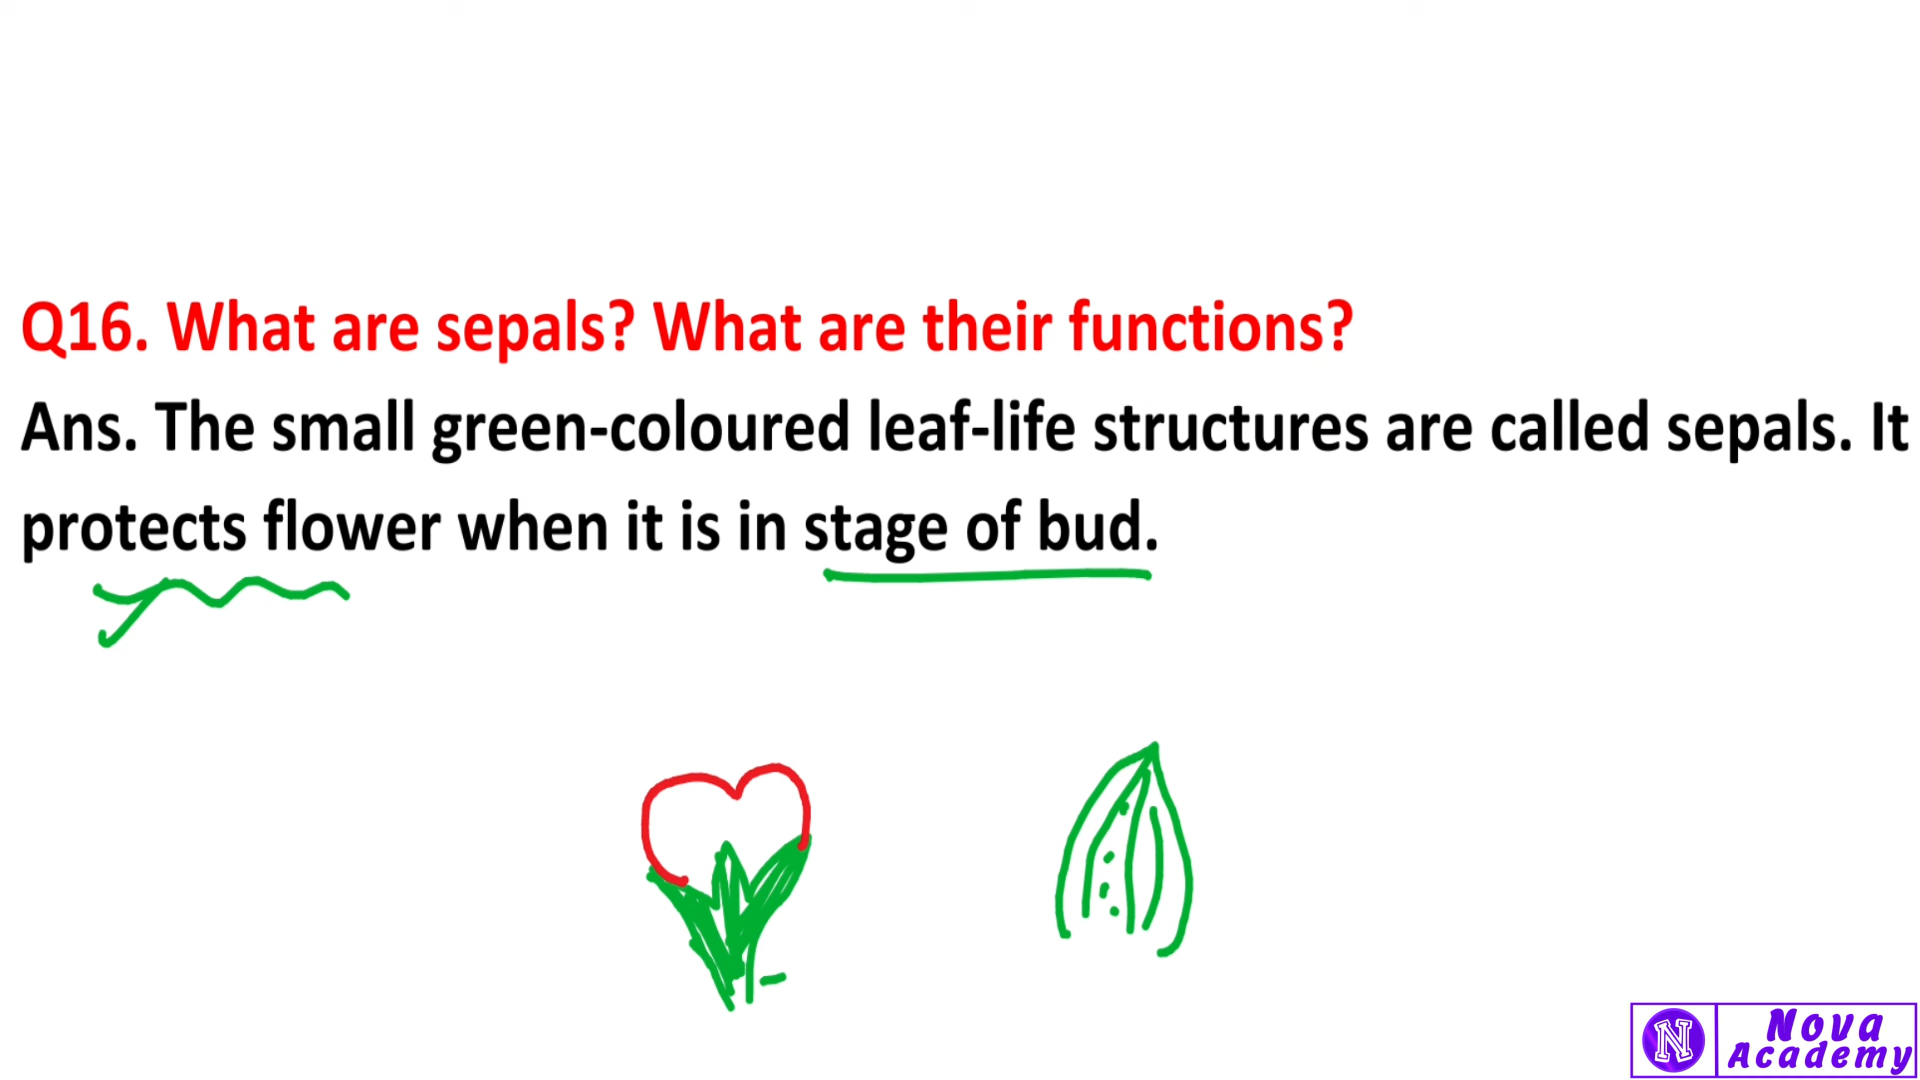 Q16. What are sepals? What are their functions?
Ans. The small green-coloured leaf-life structures are called sepals. It
protects flower when it is in stage of bud.
N
Nova
Academy